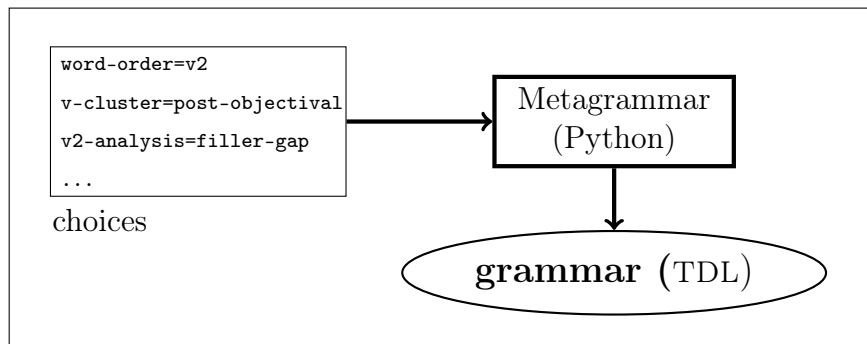 word-order=v2
v-cluster=post-objectival
v2-analysis=filler-gap
...
choices
Metagrammar
(Python)
grammar (TDL)